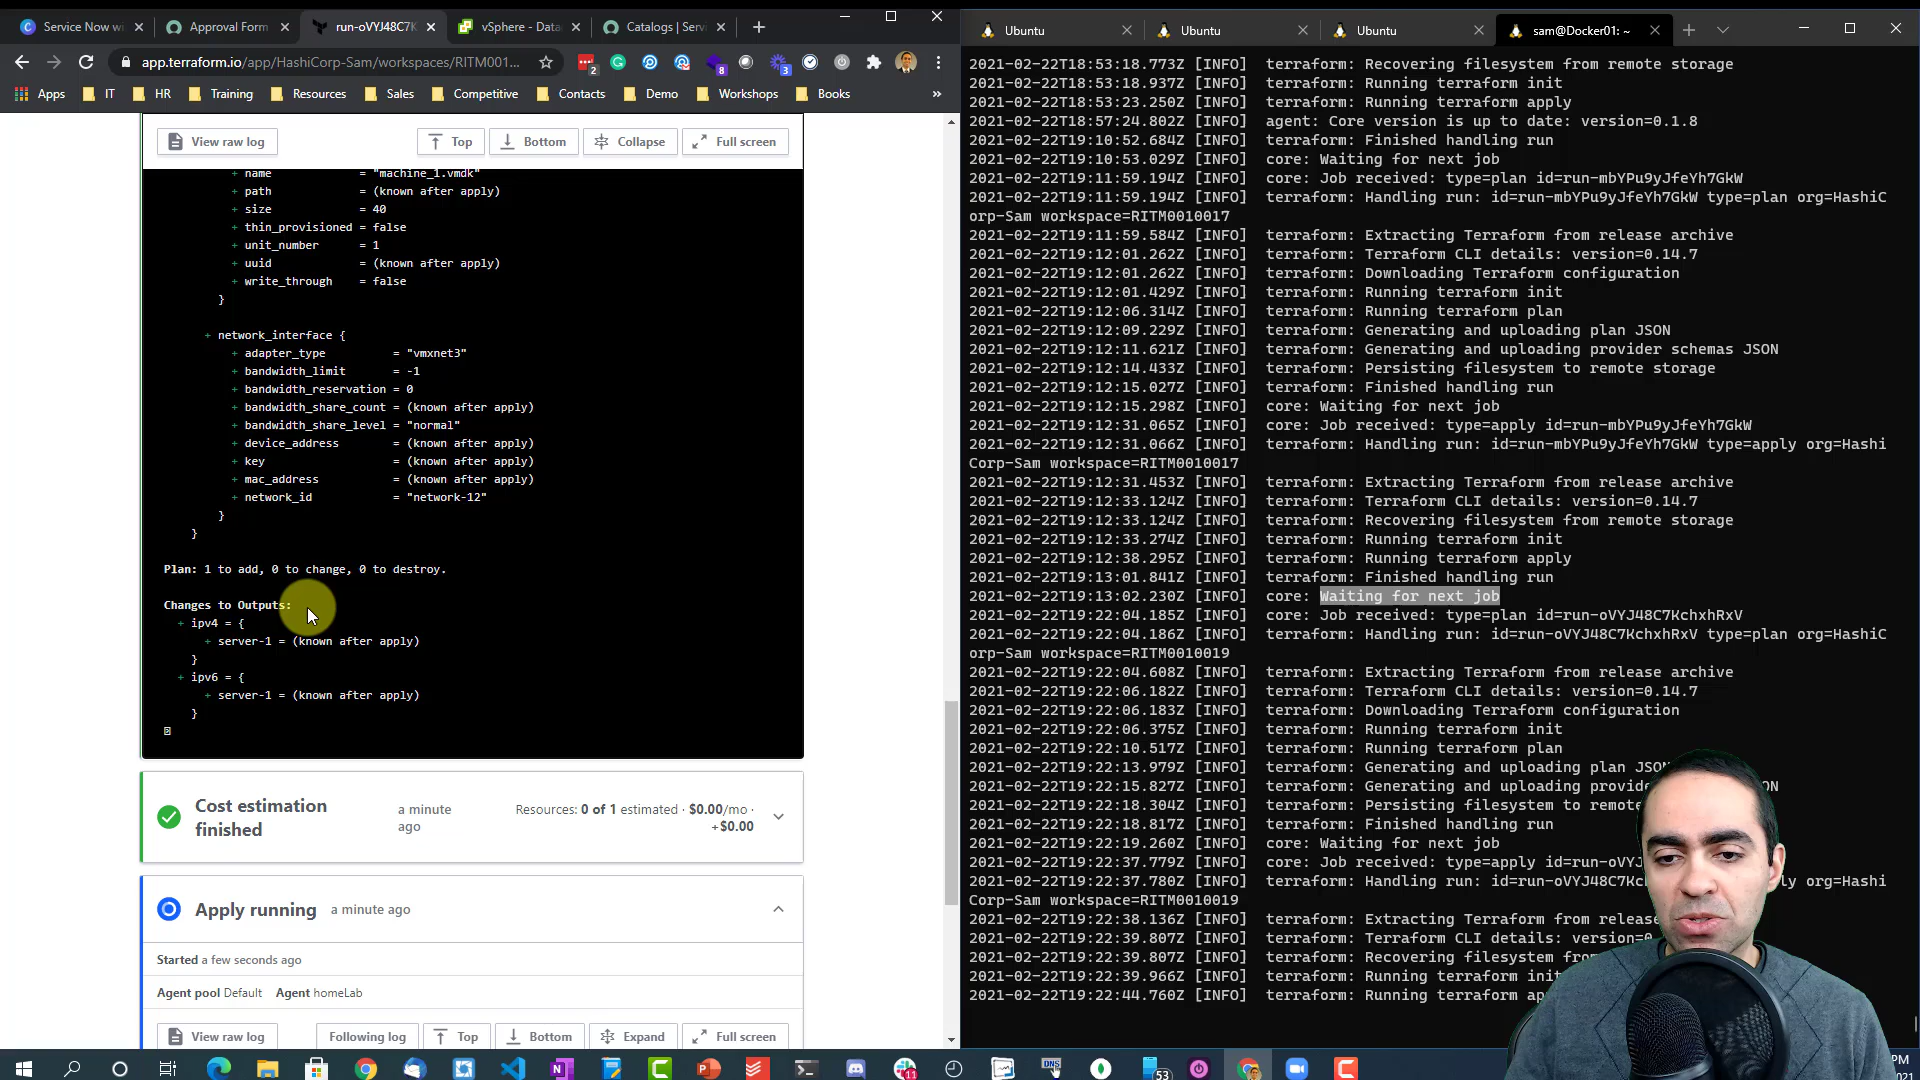 Service Now wi
Approval Form
run-oVYJ48C7K
vSphere - Data
Catalogs | Servi
app.terraform.io/app/HashiCorp-Sam/workspaces/RITM001...
Apps
IT
HR
Training
Resources
Sales
Competitive
Contacts
Demo
Workshops
Books
»
View raw log
Top
Bottom
Collapse
Full screen
+ name = "machine_1.vmdk"
+ path = (known after apply)
+ size = 40
+ thin_provisioned = false
+ unit_number = 1
+ uuid = (known after apply)
+ write_through = false
}
+ network_interface {
+ adapter_type = "vmxnet3"
+ bandwidth_limit = -1
+ bandwidth_reservation = 0
+ bandwidth_share_count = (known after apply)
+ bandwidth_share_level = "normal"
+ device_address = (known after apply)
+ key = (known after apply)
+ mac_address = (known after apply)
+ network_id = "network-12"
}
}
Plan: 1 to add, 0 to change, 0 to destroy.
Changes to Outputs:
+ ipv4 = {
+ server-1 = (known after apply)
}
+ ipv6 = {
+ server-1 = (known after apply)
}
Cost estimation
finished
a minute
ago
Resources: 0 of 1 estimated · $0.00/mo ·
+$0.00
Apply running a minute ago
Started a few seconds ago
Agent pool Default Agent homeLab
View raw log
Following log
Top
Bottom
Expand
Full screen
Ubuntu
Ubuntu
Ubuntu
sam@Docker01: ~
2021-02-22T18:53:18.773Z [INFO] terraform: Recovering filesystem from remote storage
2021-02-22T18:53:18.937Z [INFO] terraform: Running terraform init
2021-02-22T18:53:23.250Z [INFO] terraform: Running terraform apply
2021-02-22T18:57:24.802Z [INFO] agent: Core version is up to date: version=0.1.8
2021-02-22T19:10:52.684Z [INFO] terraform: Finished handling run
2021-02-22T19:10:53.029Z [INFO] core: Waiting for next job
2021-02-22T19:11:59.194Z [INFO] core: Job received: type=plan id=run-mbYPu9yJfeYh7GkW
2021-02-22T19:11:59.194Z [INFO] terraform: Handling run: id=run-mbYPu9yJfeYh7GkW type=plan org=HashiC
orp-Sam workspace=RITM0010017
2021-02-22T19:11:59.584Z [INFO] terraform: Extracting Terraform from release archive
2021-02-22T19:12:01.262Z [INFO] terraform: Terraform CLI details: version=0.14.7
2021-02-22T19:12:01.262Z [INFO] terraform: Downloading Terraform configuration
2021-02-22T19:12:01.429Z [INFO] terraform: Running terraform init
2021-02-22T19:12:06.314Z [INFO] terraform: Running terraform plan
2021-02-22T19:12:09.229Z [INFO] terraform: Generating and uploading plan JSON
2021-02-22T19:12:11.621Z [INFO] terraform: Generating and uploading provider schemas JSON
2021-02-22T19:12:14.433Z [INFO] terraform: Persisting filesystem to remote storage
2021-02-22T19:12:15.027Z [INFO] terraform: Finished handling run
2021-02-22T19:12:15.298Z [INFO] core: Waiting for next job
2021-02-22T19:12:31.065Z [INFO] core: Job received: type=apply id=run-mbYPu9yJfeYh7GkW
2021-02-22T19:12:31.066Z [INFO] terraform: Handling run: id=run-mbYPu9yJfeYh7GkW type=apply org=Hashi
Corp-Sam workspace=RITM0010017
2021-02-22T19:12:31.453Z [INFO] terraform: Extracting Terraform from release archive
2021-02-22T19:12:33.124Z [INFO] terraform: Terraform CLI details: version=0.14.7
2021-02-22T19:12:33.124Z [INFO] terraform: Recovering filesystem from remote storage
2021-02-22T19:12:33.274Z [INFO] terraform: Running terraform init
2021-02-22T19:12:38.295Z [INFO] terraform: Running terraform apply
2021-02-22T19:13:01.841Z [INFO] terraform: Finished handling run
2021-02-22T19:13:02.230Z [INFO] core: Waiting for next job
2021-02-22T19:22:04.185Z [INFO] core: Job received: type=plan id=run-oVYJ48C7KchxhRxV
2021-02-22T19:22:04.186Z [INFO] terraform: Handling run: id=run-oVYJ48C7KchxhRxV type=plan org=HashiC
orp-Sam workspace=RITM0010019
2021-02-22T19:22:04.608Z [INFO] terraform: Extracting Terraform from release archive
2021-02-22T19:22:06.182Z [INFO] terraform: Terraform CLI details: version=0.14.7
2021-02-22T19:22:06.183Z [INFO] terraform: Downloading Terraform configuration
2021-02-22T19:22:06.375Z [INFO] terraform: Running terraform init
2021-02-22T19:22:10.517Z [INFO] terraform: Running terraform plan
2021-02-22T19:22:13.979Z [INFO] terraform: Generating and uploading plan JSON
2021-02-22T19:22:15.827Z [INFO] terraform: Generating and uploading provide ON
2021-02-22T19:22:18.304Z [INFO] terraform: Persisting filesystem to remote
2021-02-22T19:22:18.817Z [INFO] terraform: Finished handling run
2021-02-22T19:22:19.260Z [INFO] core: Waiting for next job
2021-02-22T19:22:37.779Z [INFO] core: Job received: type=apply id=run-oVYJ
2021-02-22T19:22:37.780Z [INFO] terraform: Handling run: id=run-oVYJ48C7Kc ly org=Hashi
Corp-Sam workspace=RITM0010019
2021-02-22T19:22:38.136Z [INFO] terraform: Extracting Terraform from release
2021-02-22T19:22:39.807Z [INFO] terraform: Terraform CLI details: version=0.
2021-02-22T19:22:39.807Z [INFO] terraform: Recovering filesystem from
2021-02-22T19:22:39.966Z [INFO] terraform: Running terraform init
2021-02-22T19:22:44.760Z [INFO] terraform: Running terraform ap
53
11
PM
2021